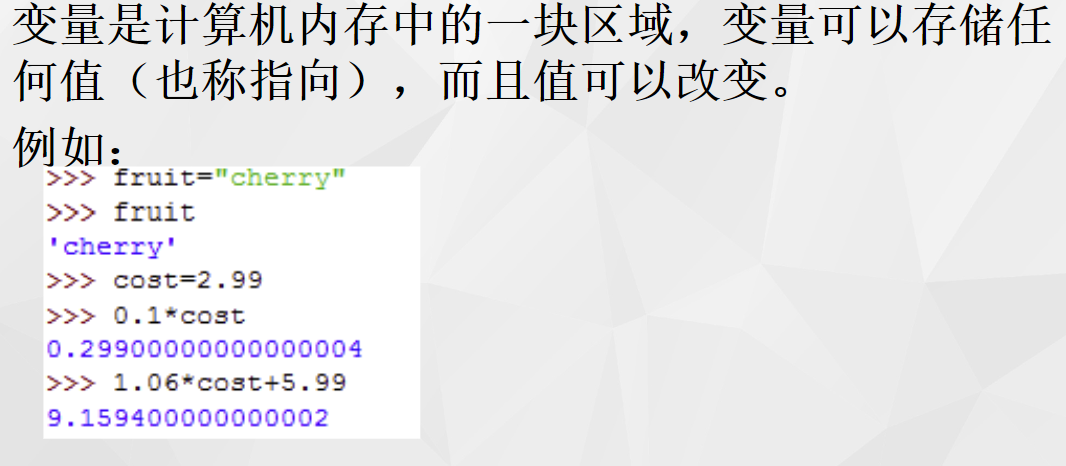 变量是计算机内存中的一块区域，变量可以存储任
何值（也称指向），而且值可以改变。
例如：
>>> fruit="cherry"
>>> fruit
'cherry'
>>> cost=2.99
>>> 0.1*cost
0.29900000000000004
>>> 1.06*cost+5.99
9.159400000000002